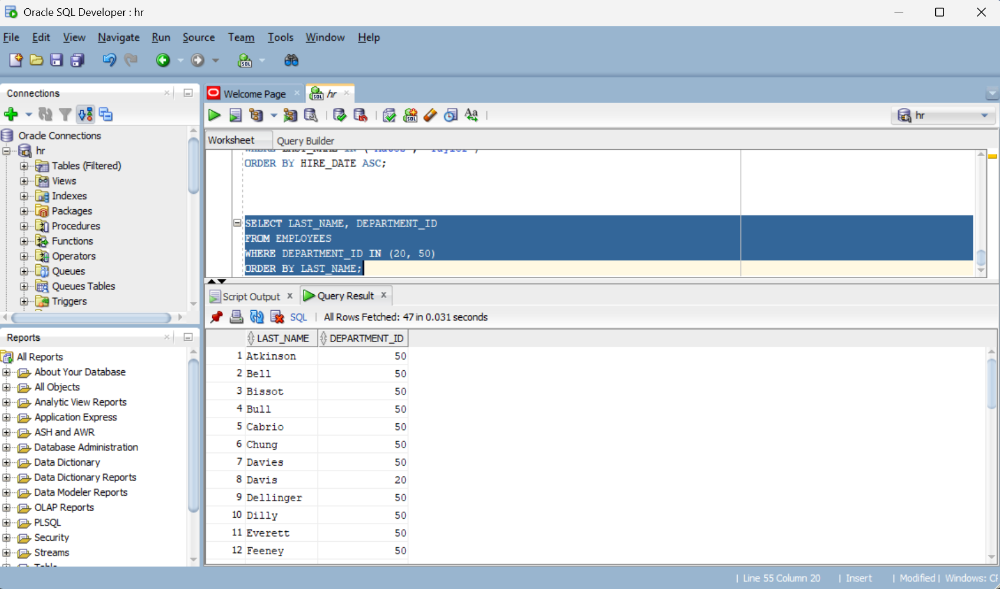 Oracle SQL Developer : hr
File Edit View Navigate Run Source Team Tools Window Help
Connections
Oracle Connections
hr
Tables (Filtered)
Views
Indexes
Packages
Procedures
Functions
Operators
Queues
Queues Tables
Triggers
Reports
All Reports
About Your Database
All Objects
Analytic View Reports
Application Express
ASH and AWR
Database Administration
Data Dictionary
Data Dictionary Reports
Data Modeler Reports
OLAP Reports
PLSQL
Security
Streams
Table
Welcome Page hr
hr
Worksheet Query Builder
WHERE LAST_NAME IN
ORDER BY HIRE_DATE ASC;
SELECT LAST_NAME, DEPARTMENT_ID
FROM EMPLOYEES
WHERE DEPARTMENT_ID IN (20, 50)
ORDER BY LAST_NAME;
Script Output Query Result
SQL All Rows Fetched: 47 in 0.031 seconds
LAST_NAME DEPARTMENT_ID
1 Atkinson 50
2 Bell 50
3 Bissot 50
4 Bull 50
5 Cabrio 50
6 Chung 50
7 Davies 50
8 Davis 20
9 Dellinger 50
10 Dilly 50
11 Everett 50
12 Feeney 50
| Line 55 Column 20 | Insert | Modified | Windows: CR